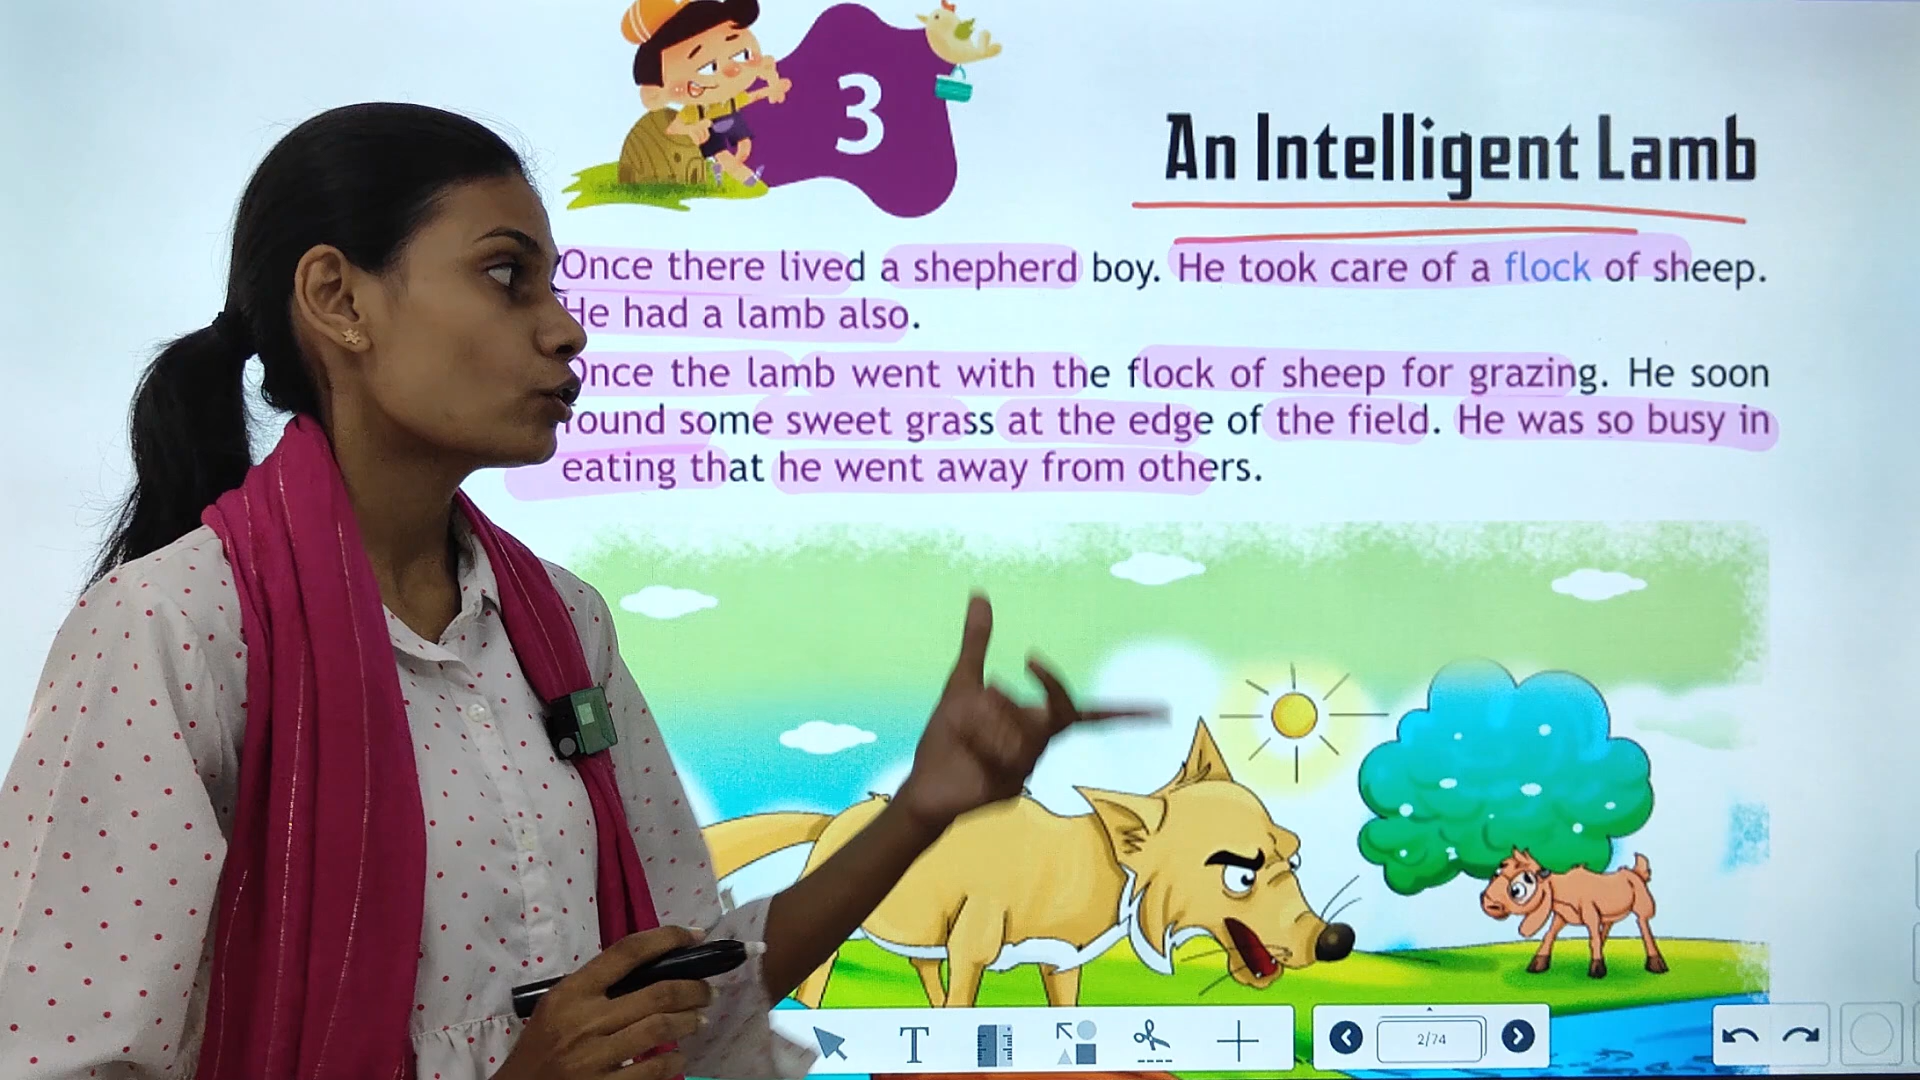 3
An Intelligent Lamb
Once there lived a shepherd boy. He took care of a flock of sheep.
He had a lamb also.
Once the lamb went with the flock of sheep for grazing. He soon
found some sweet grass at the edge of the field. He was so busy in
eating that he went away from others.
T
2/74